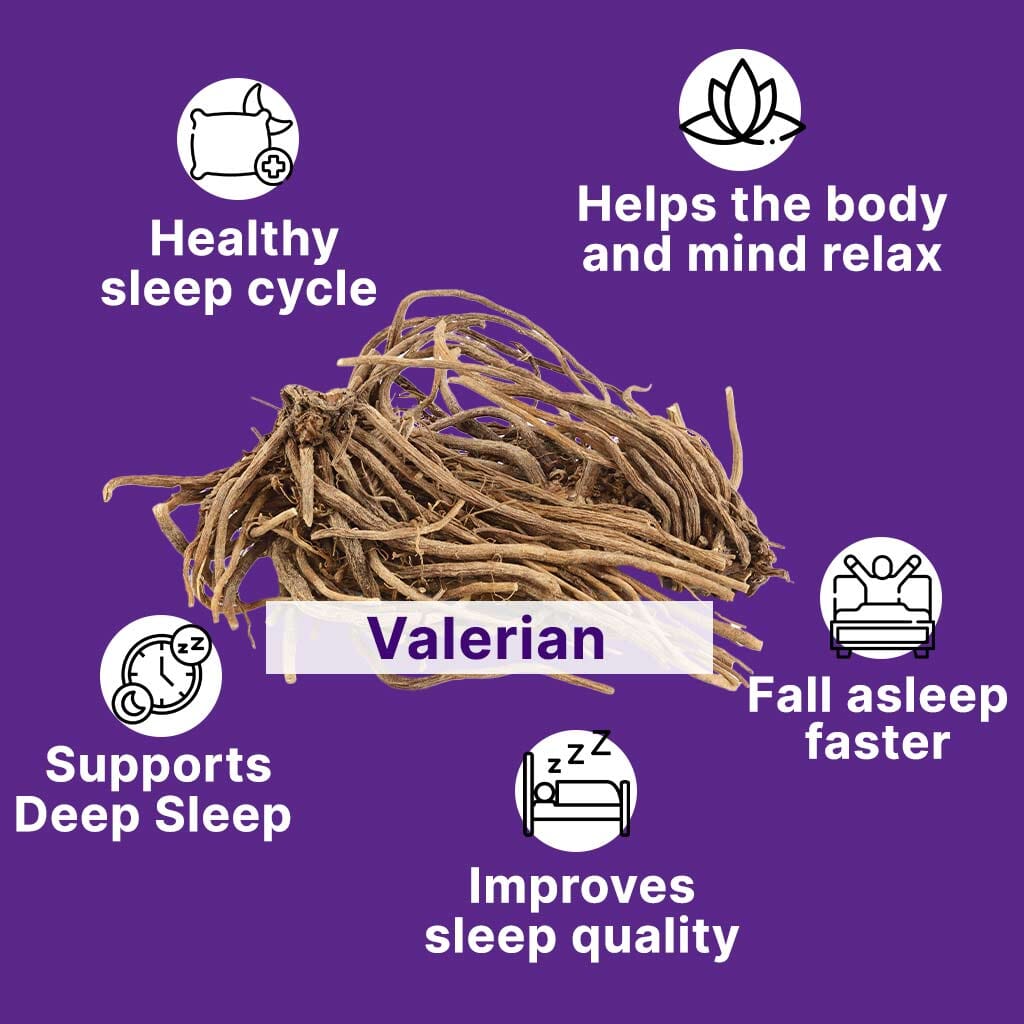 Healthy
sleep cycle
Helps the body
and mind relax
Valerian
Supports
Deep Sleep
zz
Fall asleep
faster
z z Z
Improves
sleep quality